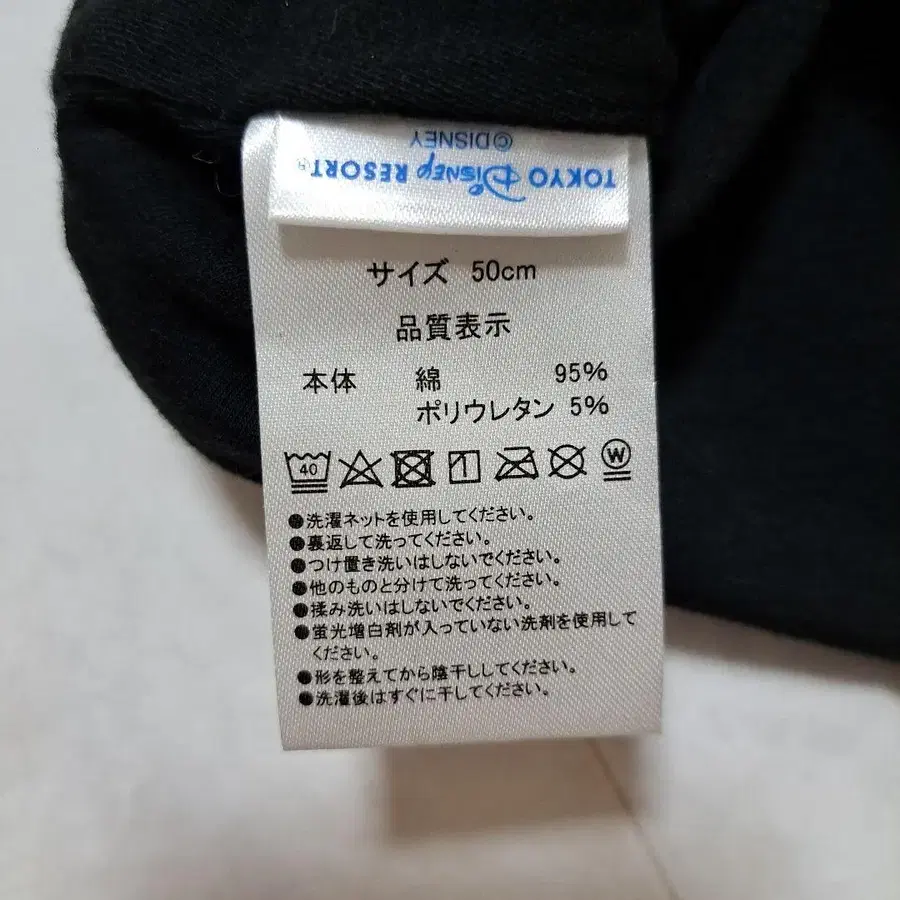 ©DISNEY
TOKYO Disney RESORT®
サイズ 50cm
品質表示
本体 綿 95%
ポリウレタン 5%
40
W
●洗濯ネットを使用してください。
●裏返して洗ってください。
●つけ置き洗いはしないでください。
●他のものと分けて洗ってください。
●揉み洗いはしないでください。
●蛍光増白剤が入っていない洗剤を使用して
ください。
●形を整えてから陰干ししてください。
●洗濯後はすぐに干してください。